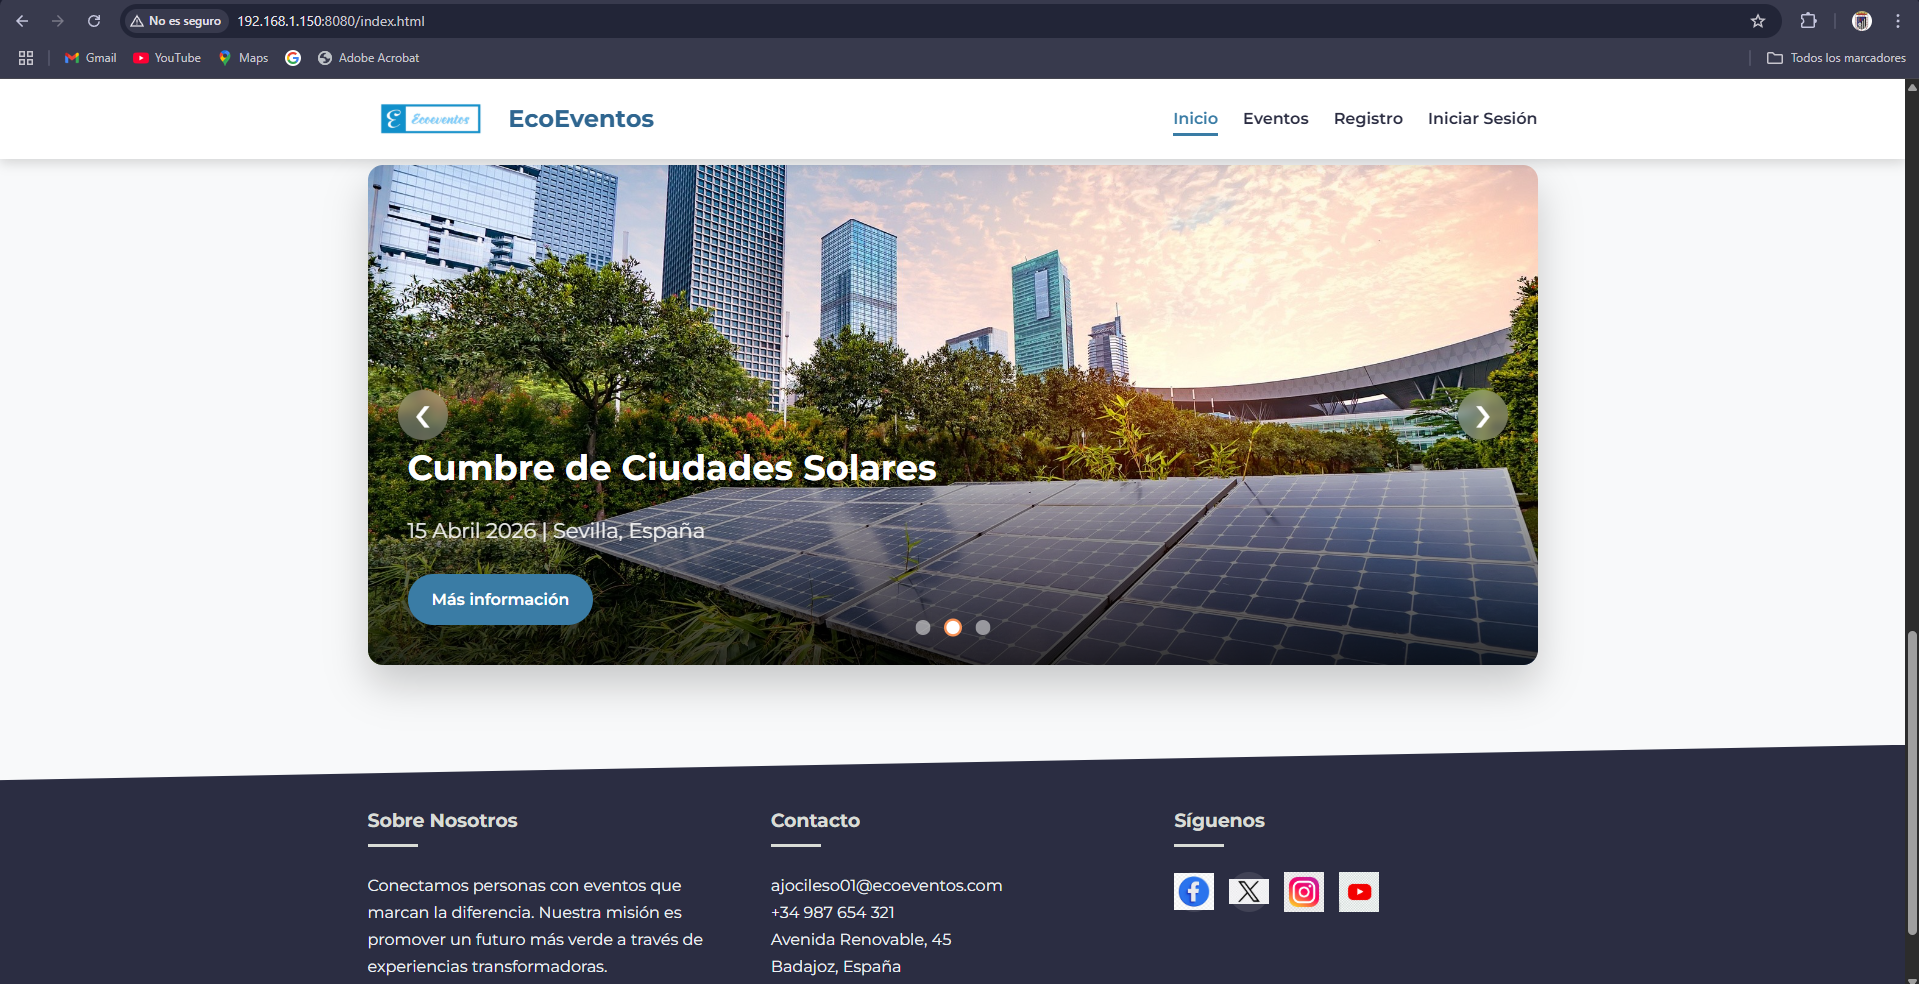 No es seguro 192.168.1.150:8080/index.html
Gmail YouTube Maps Adobe Acrobat Todos los marcadores
Ecoeventos EcoEventos Inicio Eventos Registro Iniciar Sesión
Cumbre de Ciudades Solares
15 Abril 2026 | Sevilla, España
Más información
Sobre Nosotros
Conectamos personas con eventos que
marcan la diferencia. Nuestra misión es
promover un futuro más verde a través de
experiencias transformadoras.
Contacto
ajocileso01@ecoeventos.com
+34 987 654 321
Avenida Renovable, 45
Badajoz, España
Síguenos